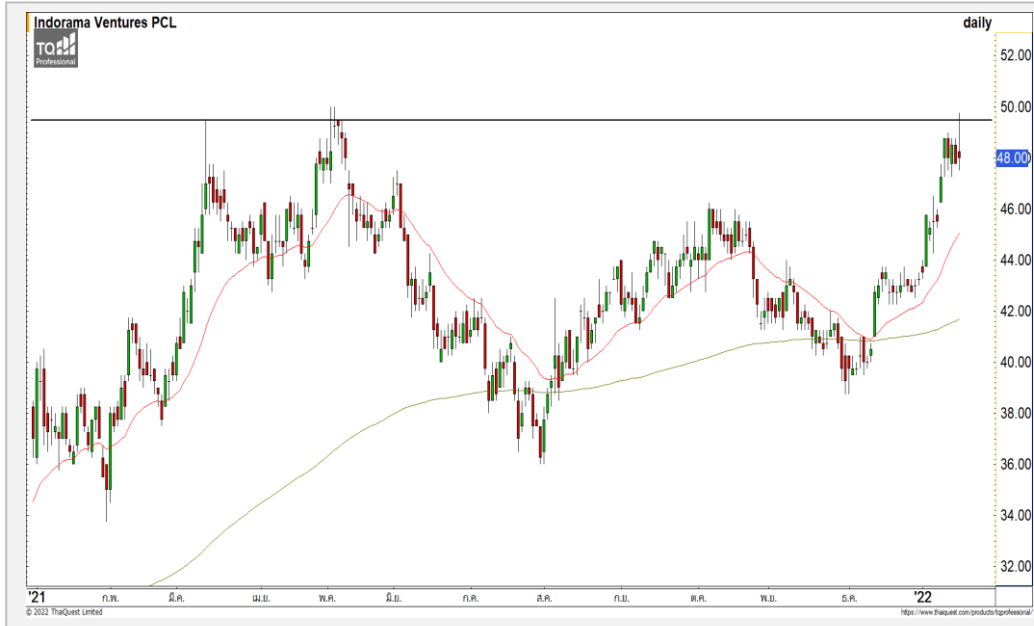 Indorama Ventures PCL
daily
TQ
Professional
52.00
50.00
48.00
46.00
44.00
42.00
40.00
38.00
36.00
34.00
32.00
'21 ก.พ. มี.ค. เม.ย. พ.ค. มิ.ย. ก.ค. ส.ค. ก.ย. ต.ค. พ.ย. ธ.ค. '22
© 2022 ThaiQuest Limited
https://www.thaiquest.com/products/tqprofessional/